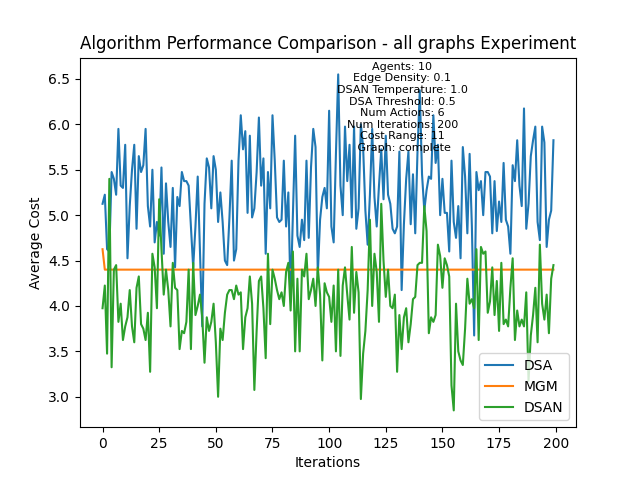 Algorithm Performance Comparison - all graphs Experiment
Agents: 10
Edge Density: 0.1
DSAN Temperature: 1.0
DSA Threshold: 0.5
Num Actions: 6
Num Iterations: 200
Cost Range: 11
Graph: complete
Average Cost
6.5
6.0
5.5
5.0
4.5
4.0
3.5
3.0
0
25
50
75
100
125
150
175
200
Iterations
DSA
MGM
DSAN